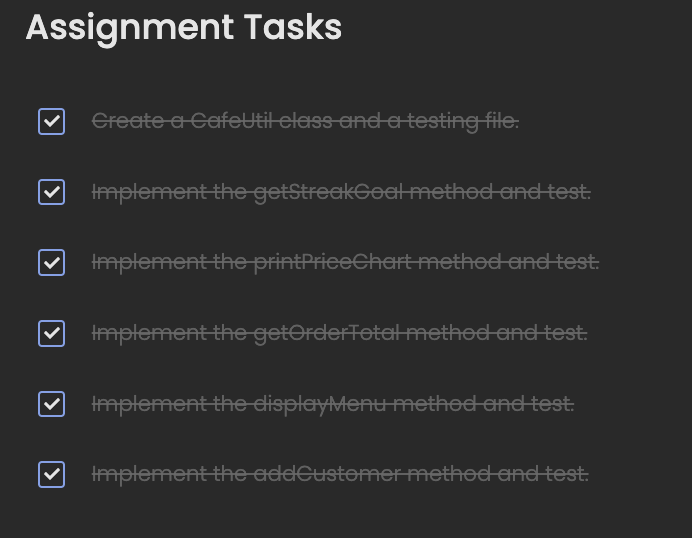 Assignment Tasks
Create a CafeUtil class and a testing file.
Implement the getStreakGoal method and test.
Implement the printPriceChart method and test.
Implement the getOrderTotal method and test.
Implement the displayMenu method and test.
Implement the addCustomer method and test.